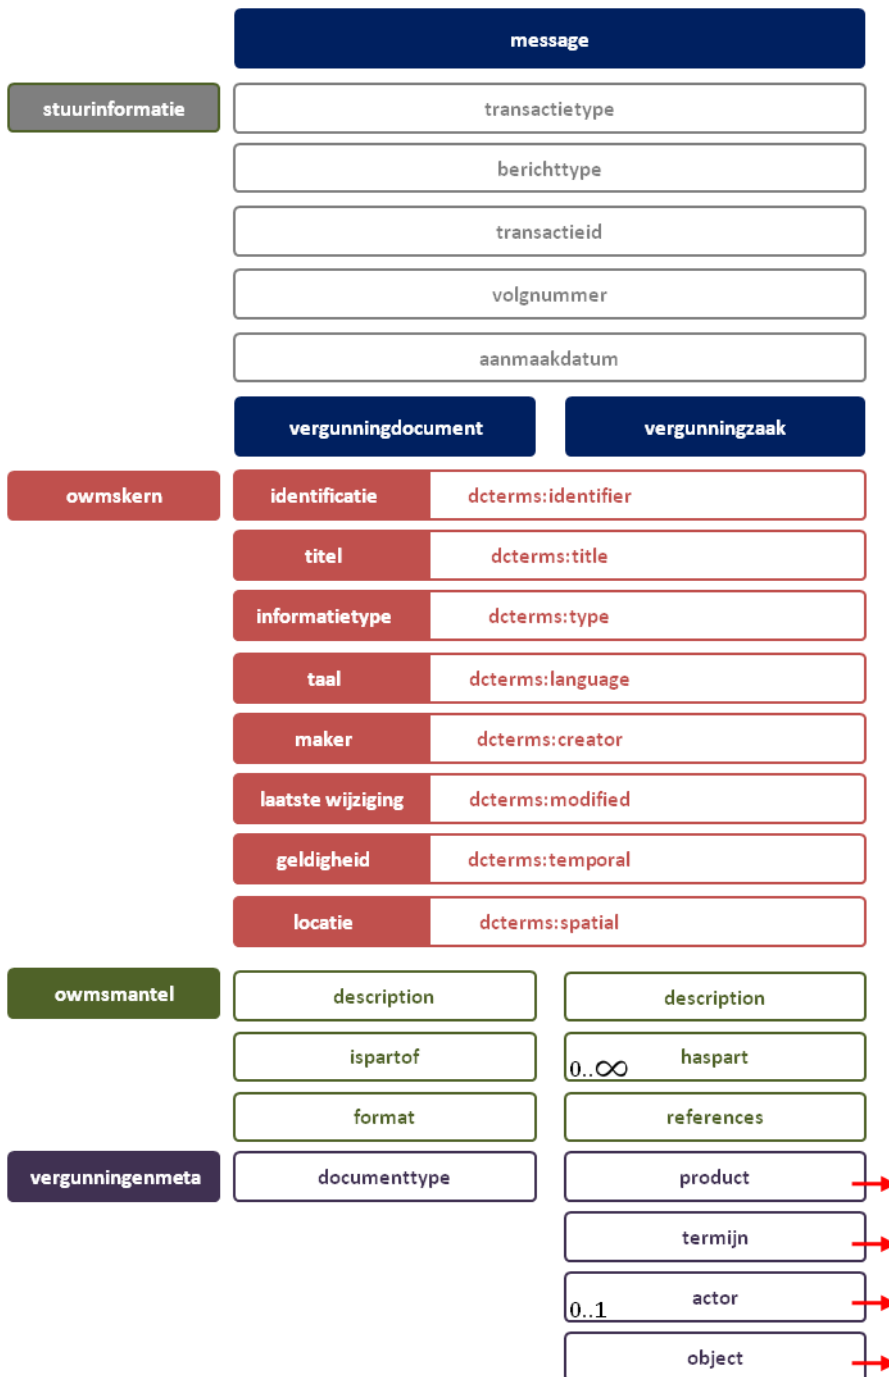 message
stuurinformatie transactietype
berichttype
transactieid
volgnummer
aanmaakdatum
vergunningdocument vergunningzaak
owmskern identificatie dcterms:identifier
titel dcterms:title
informatietype dcterms:type
taal dcterms:language
maker dcterms:creator
laatste wijziging dcterms:modified
geldigheid dcterms:temporal
locatie dcterms:spatial
owmsmantel description description
ispartof 0..∞ haspart
format references
vergunningenmeta documenttype product
termijn
0..1 actor
object